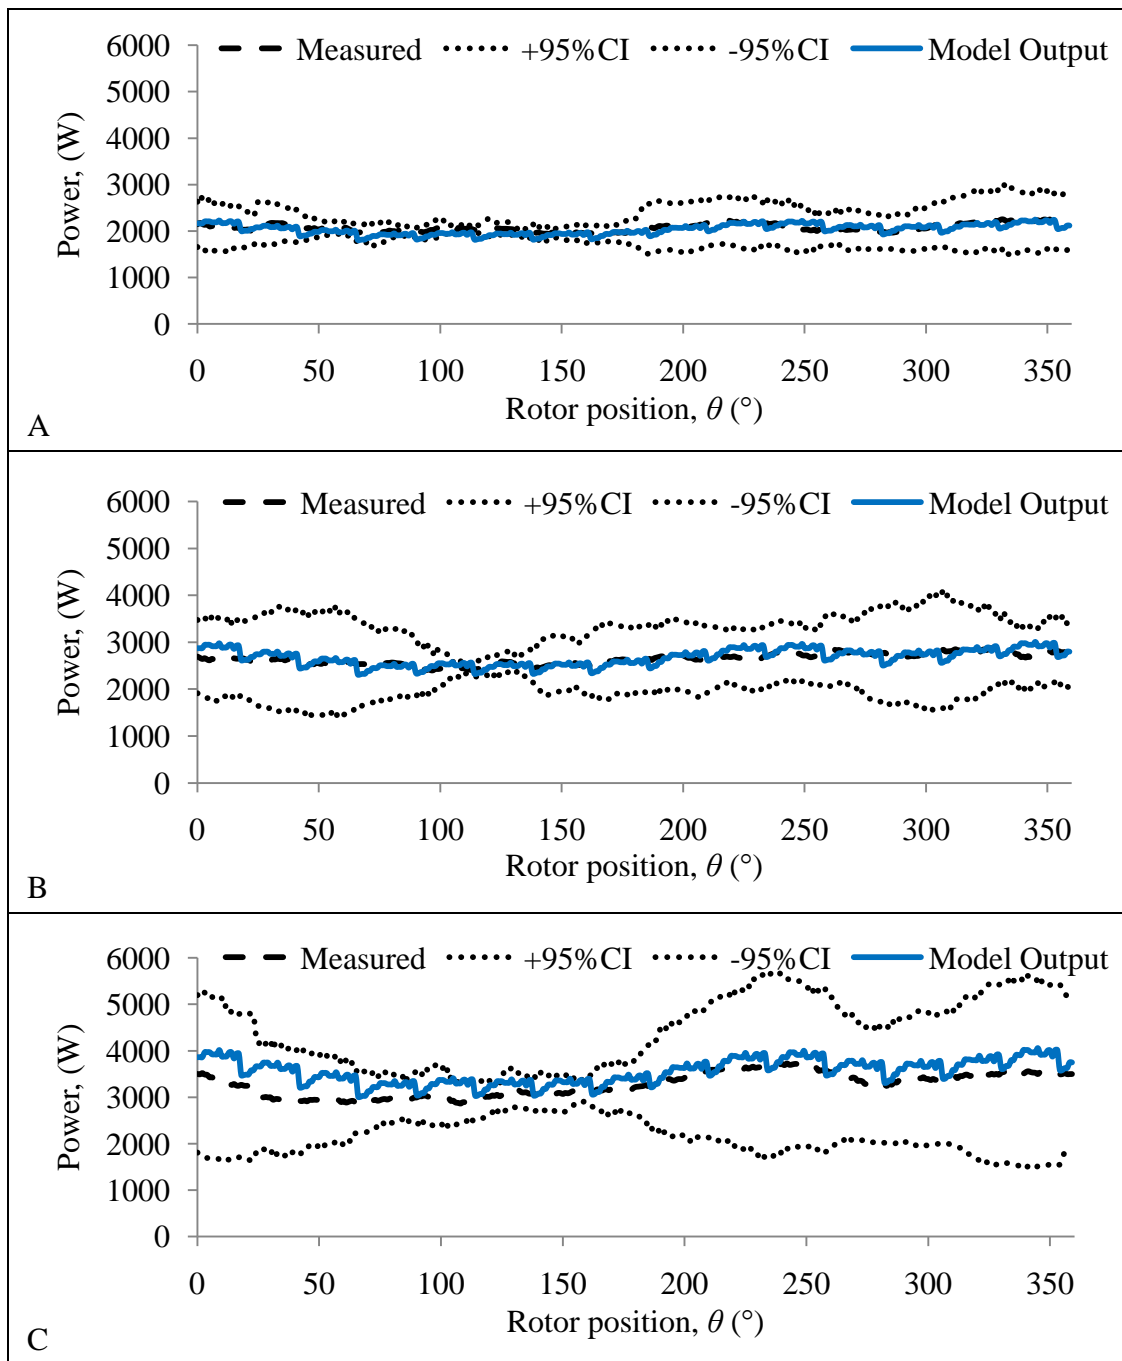 Measured +95%CI -95%CI Model Output
6000
5000
4000
3000
2000
1000
0
Power, (W)
0 50 100 150 200 250 300 350
Rotor position, θ (°)
A
Measured +95%CI -95%CI Model Output
6000
5000
4000
3000
2000
1000
0
Power, (W)
0 50 100 150 200 250 300 350
Rotor position, θ (°)
B
Measured +95%CI -95%CI Model Output
6000
5000
4000
3000
2000
1000
0
Power, (W)
0 50 100 150 200 250 300 350
Rotor position, θ (°)
C